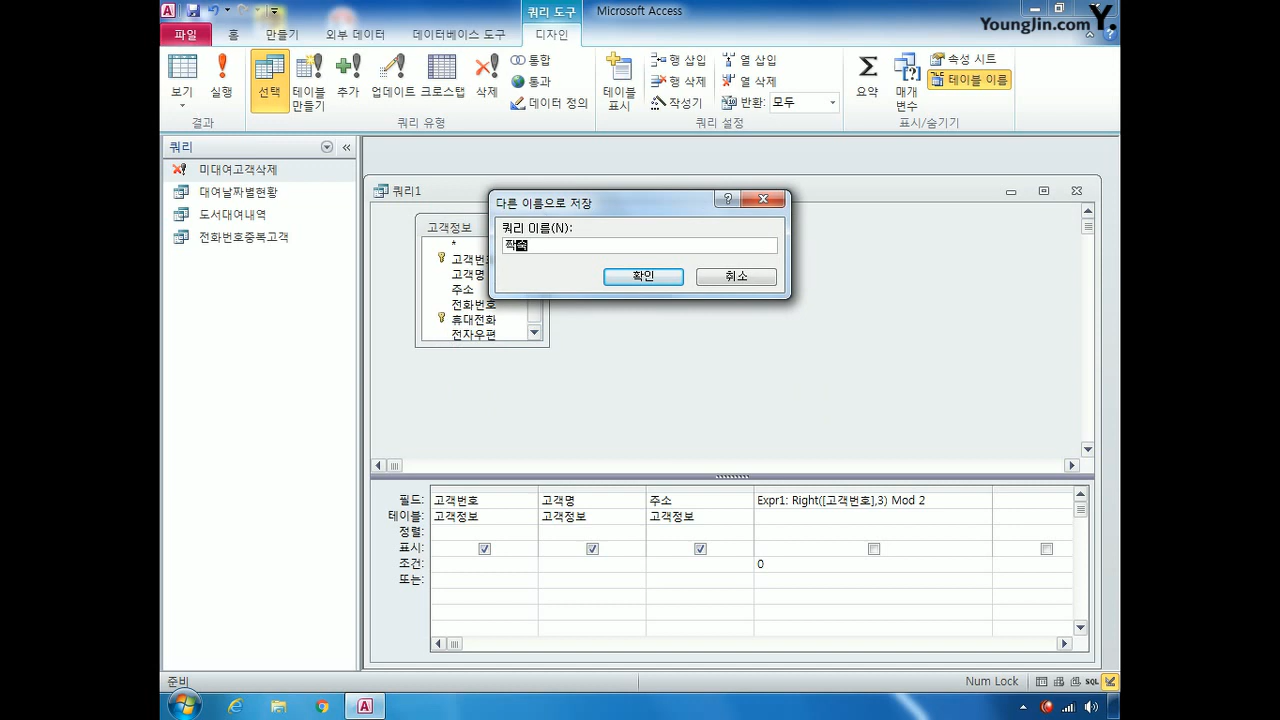 쿼리 도구
Microsoft Access
YoungJin.com Y.
파일 홈 만들기 외부 데이터 데이터베이스 도구 디자인
보기 실행 선택 테이블 만들기 추가 업데이트 크로스탭 삭제
통합
통과
데이터 정의
테이블 표시
행 삽입
행 삭제
작성기
열 삽입
열 삭제
반환: 모두
요약
매개 변수
속성 시트
테이블 이름
결과 쿼리 유형 쿼리 설정 표시/숨기기
쿼리
미대여고객삭제
대여날짜별현황
도서대여내역
전화번호중복고객
쿼리1
고객정보
*
고객번호
고객명
주소
전화번호
휴대전화
전자우편
다른 이름으로 저장
쿼리 이름(N):
확인 취소
필드: 고객번호 고객명 주소 Expr1: Right([고객번호],3) Mod 2
테이블: 고객정보 고객정보 고객정보
정렬:
표시:
조건: 0
또는:
준비
Num Lock
SQL